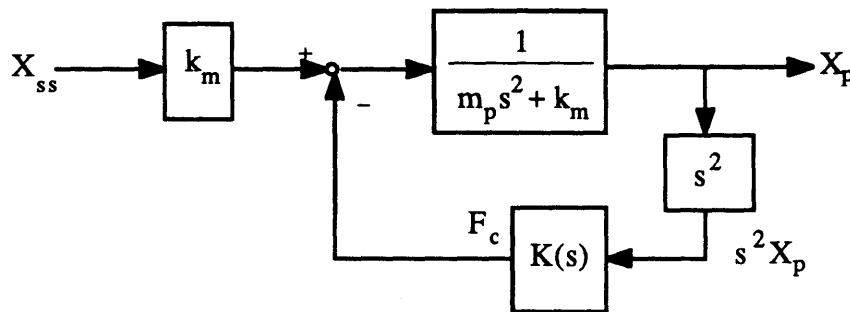 X_ss
k_m
+
−
1
m_p s^2 + k_m
X_p
s^2
F_c
K(s)
s^2 X_p